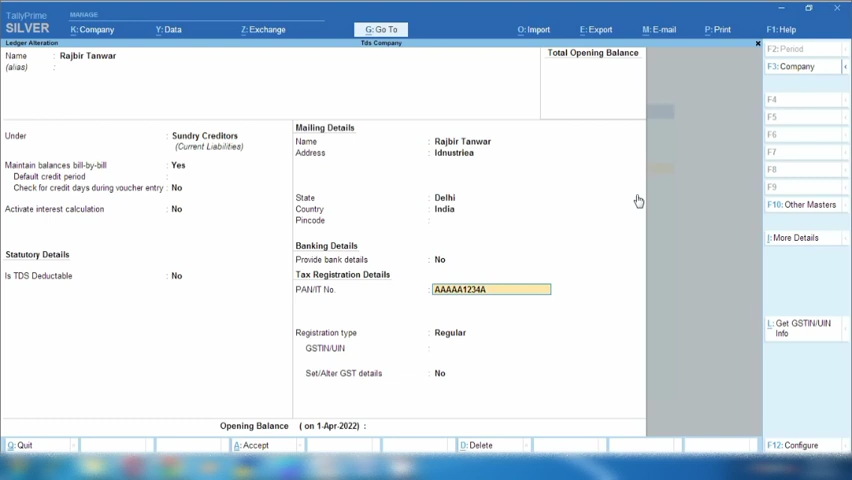 TallyPrime
MANAGE
SILVER
K: Company
Y: Data
Z: Exchange
G: Go To
O: Import
E: Export
M: E-mail
P: Print
F1: Help
Ledger Alteration
Tds Company
Name : Rajbir Tanwar
(alias) :
Total Opening Balance
Under : Sundry Creditors
(Current Liabilities)
Maintain balances bill-by-bill : Yes
Default credit period :
Check for credit days during voucher entry : No
Activate interest calculation : No
Statutory Details
Is TDS Deductable : No
Mailing Details
Name : Rajbir Tanwar
Address : Idnustriea
State : Delhi
Country : India
Pincode :
Banking Details
Provide bank details : No
Tax Registration Details
PAN/IT No. : AAAAA1234A
Registration type : Regular
GSTIN/UIN :
Set/Alter GST details : No
Opening Balance ( on 1-Apr-2022) :
F2: Period
F3: Company
F4
F5
F6
F7
F8
F9
F10: Other Masters
I: More Details
L: Get GSTIN/UIN
Info
Q: Quit
A: Accept
D: Delete
F12: Configure